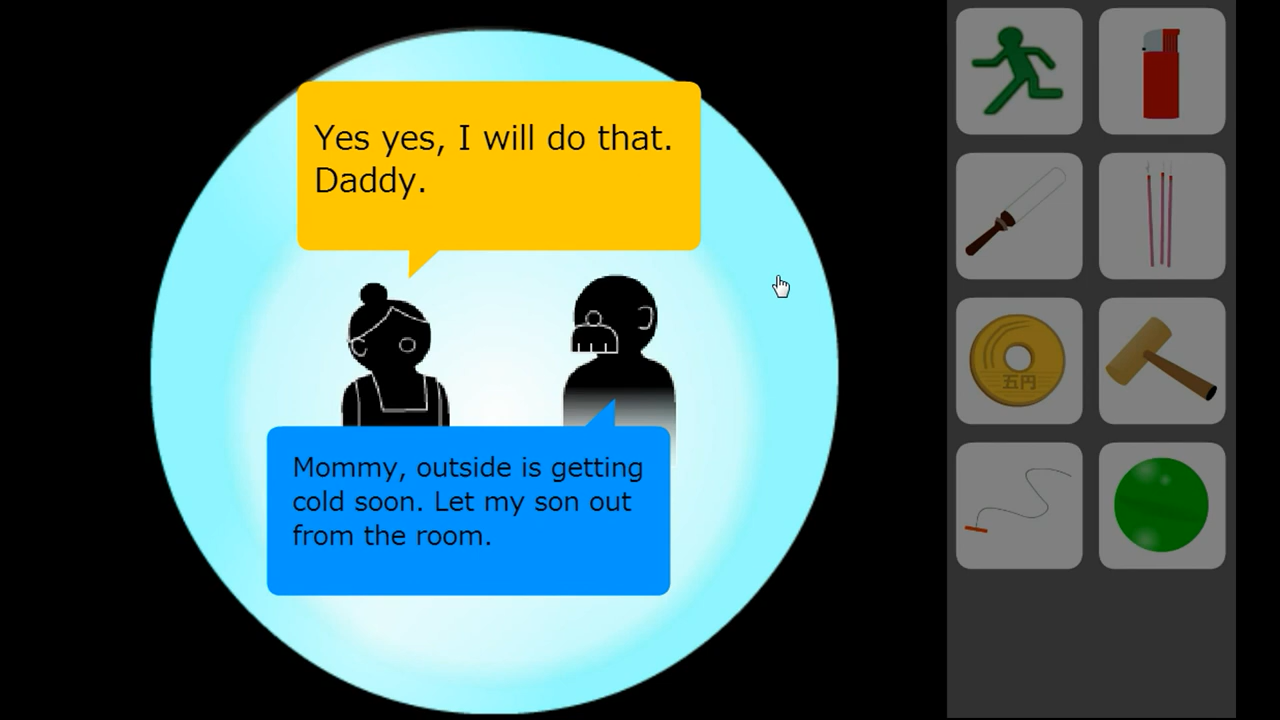 Yes yes, I will do that.
Daddy.
Mommy, outside is getting
cold soon. Let my son out
from the room.
五円